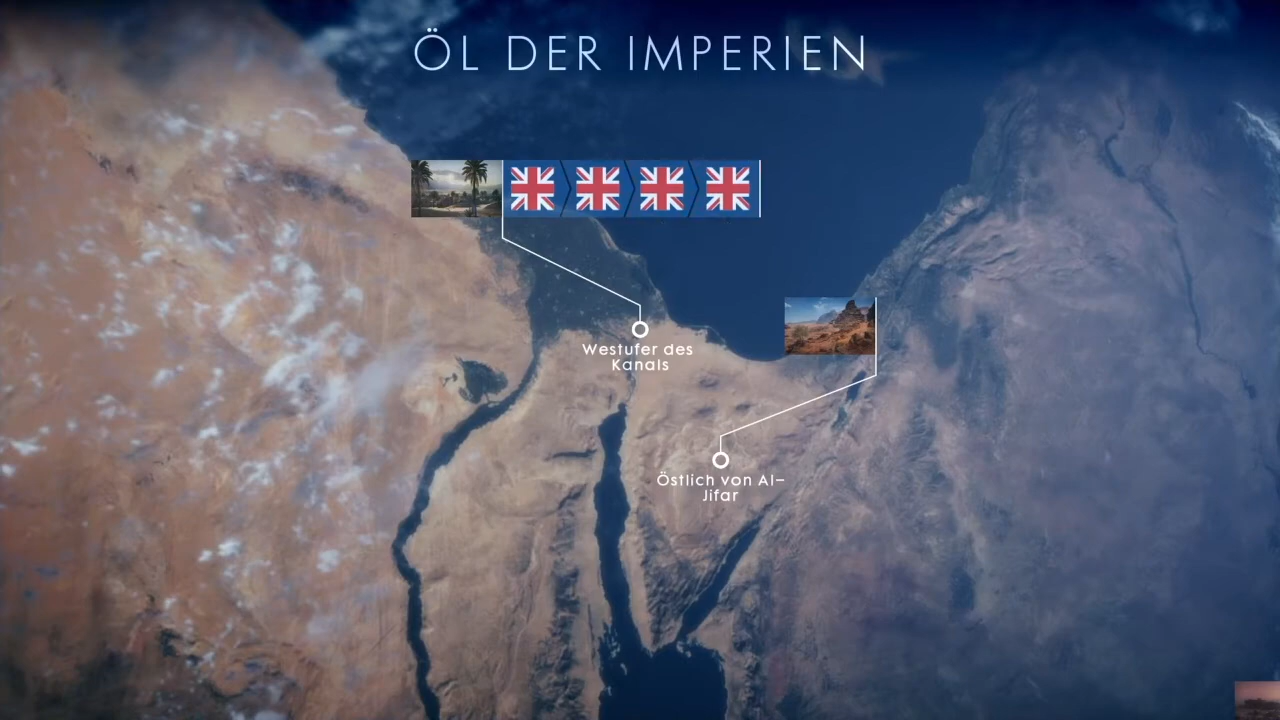 ÖL DER IMPERIEN
Westufer des
Kanals
Östlich von Al-
Jifar